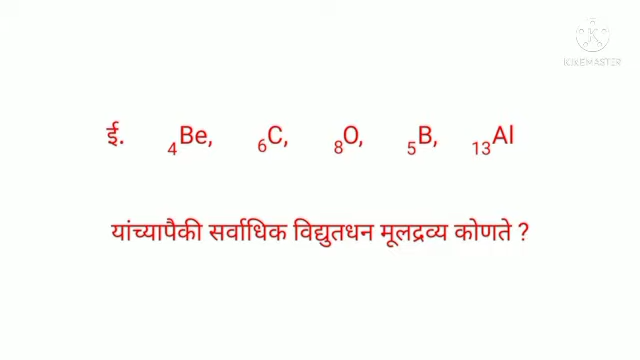 KINEMASTER
ई. ₄Be, ₆C, ₈O, ₅B, ₁₃Al
यांच्यापैकी सर्वाधिक विद्युतधन मूलद्रव्य कोणते ?